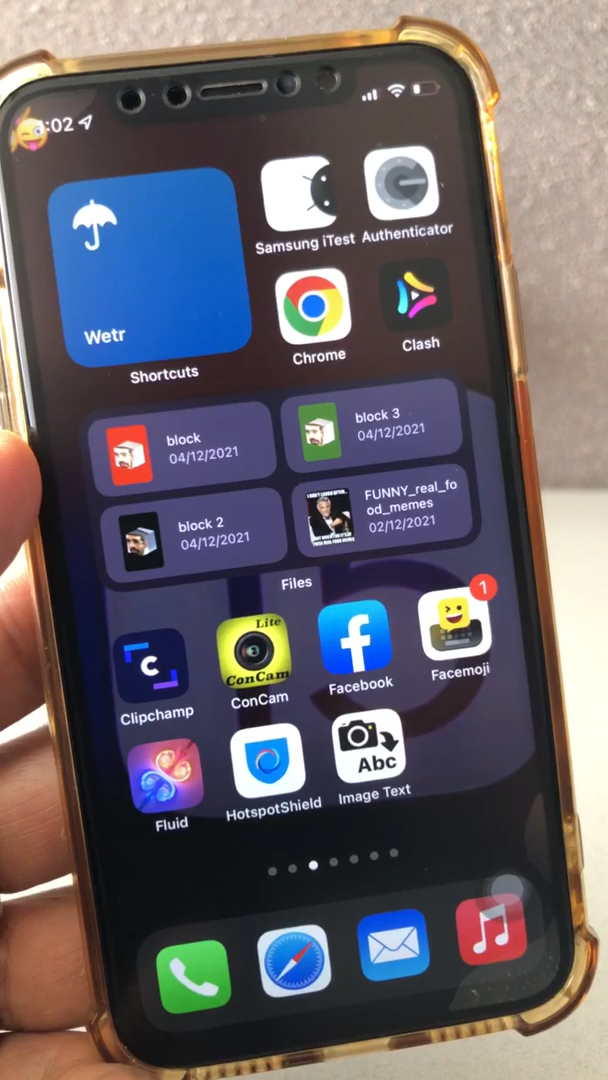 :02
Wetr
Shortcuts
Samsung iTest
Authenticator
Chrome
Clash
block
04/12/2021
block 3
04/12/2021
block 2
04/12/2021
FUNNY_real_fo
od_memes
02/12/2021
Files
Clipchamp
Lite
ConCam
ConCam
Facebook
1
Facemoji
Fluid
HotspotShield
Abc
Image Text